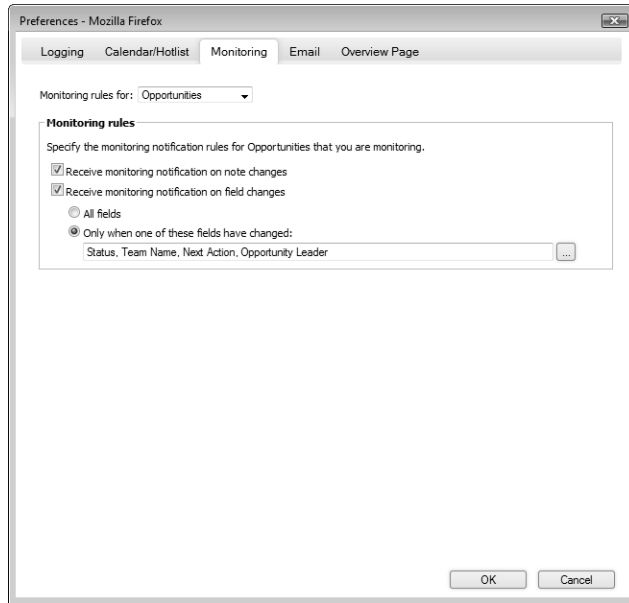 Preferences - Mozilla Firefox
Logging Calendar/Hotlist Monitoring Email Overview Page
Monitoring rules for: Opportunities
Monitoring rules
Specify the monitoring notification rules for Opportunities that you are monitoring.
Receive monitoring notification on note changes
Receive monitoring notification on field changes
All fields
Only when one of these fields have changed:
Status, Team Name, Next Action, Opportunity Leader ...
OK Cancel